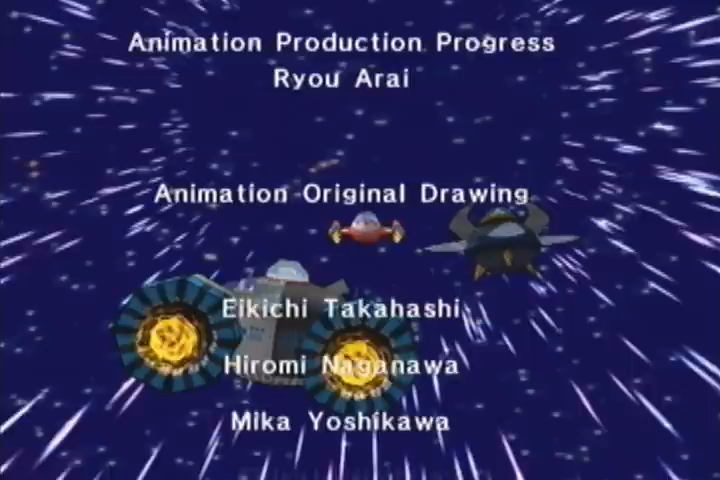 Animation Production Progress
Ryou Arai
Animation Original Drawing
Eikichi Takahashi
Hiromi Naganawa
Mika Yoshikawa